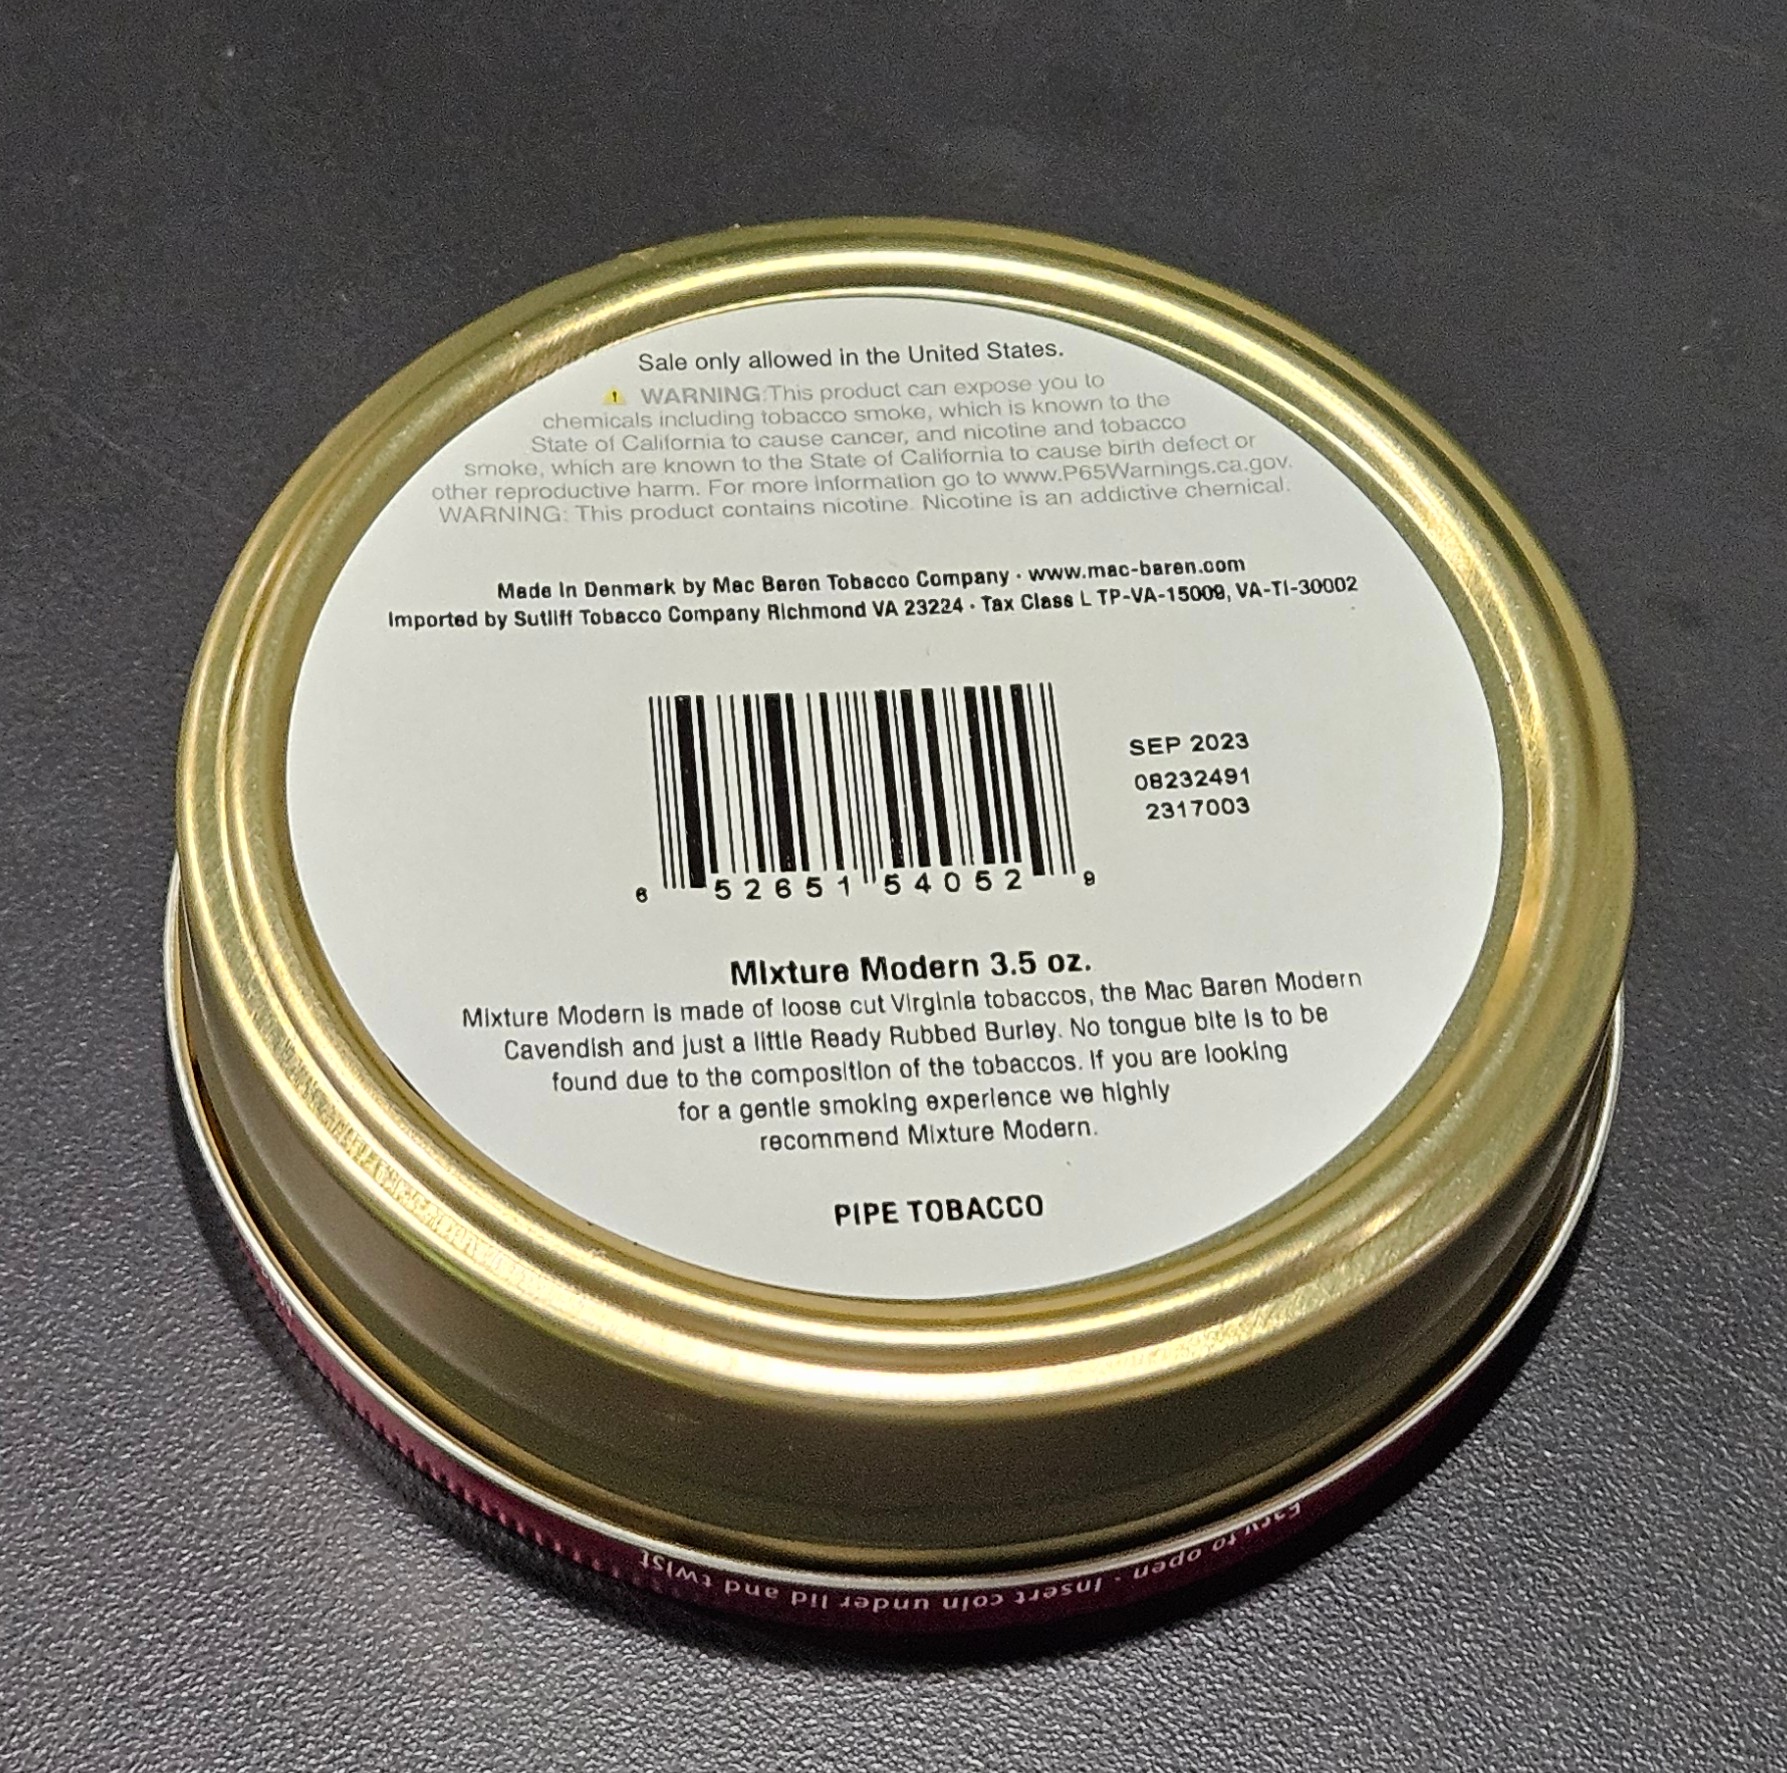 Sale only allowed in the United States.
WARNING:This product can expose you to
chemicals including tobacco smoke, which is known to the
State of California to cause cancer, and nicotine and tobacco
smoke, which are known to the State of California to cause birth defect or
other reproductive harm. For more information go to www.P65Warnings.ca.gov.
WARNING: This product contains nicotine. Nicotine is an addictive chemical.
Made In Denmark by Mac Baren Tobacco Company · www.mac-baren.com
Imported by Sutliff Tobacco Company Richmond VA 23224 · Tax Class L TP-VA-15009, VA-TI-30002
SEP 2023
08232491
2317003
6 52651 54052 9
Mixture Modern 3.5 oz.
Mixture Modern is made of loose cut Virginia tobaccos, the Mac Baren Modern
Cavendish and just a little Ready Rubbed Burley. No tongue bite is to be
found due to the composition of the tobaccos. If you are looking
for a gentle smoking experience we highly
recommend Mixture Modern.
PIPE TOBACCO
Easy to open · Insert coin under lid and twist